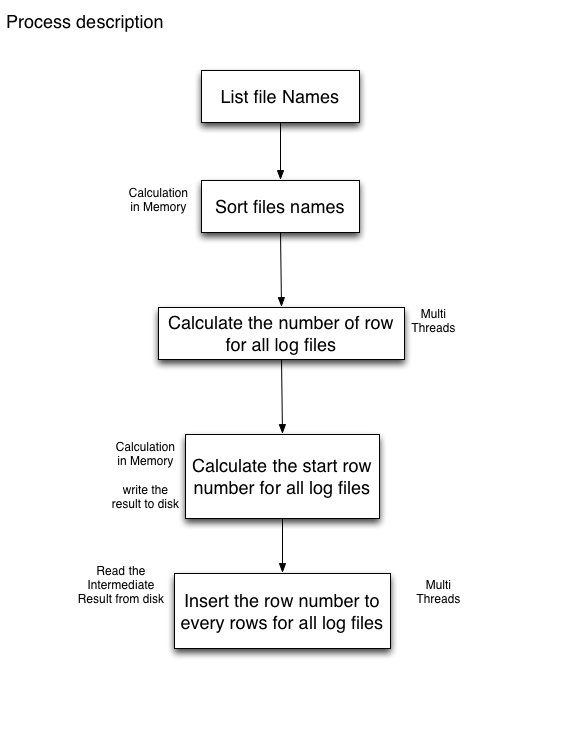 Process description
List file Names
Calculation
in Memory
Sort files names
Calculate the number of row
for all log files
Multi
Threads
Calculation
in Memory
write the
result to disk
Calculate the start row
number for all log files
Read the
Intermediate
Result from disk
Insert the row number to
every rows for all log files
Multi
Threads